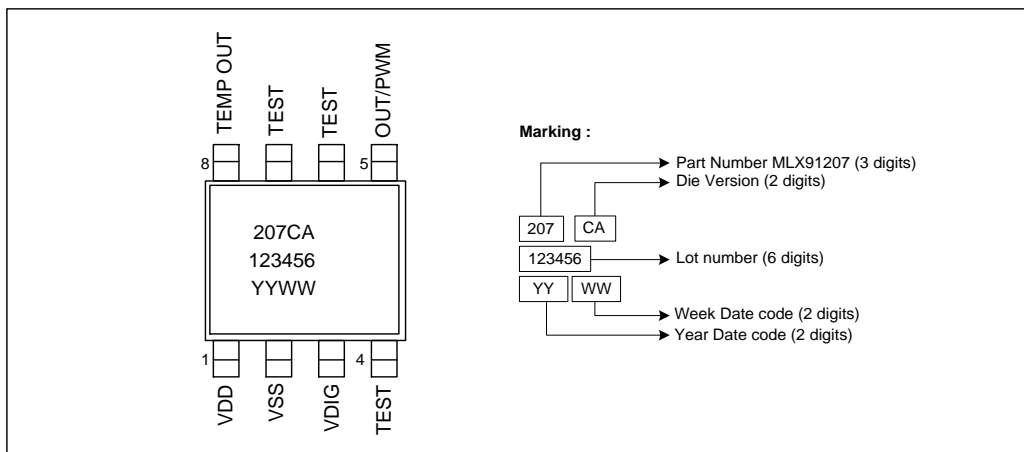 TEMP OUT
TEST
TEST
OUT/PWM
8
5
207CA
123456
YYWW
1
4
VDD
VSS
VDIG
TEST
Marking :
Part Number MLX91207 (3 digits)
Die Version (2 digits)
207
CA
123456
Lot number (6 digits)
YY
WW
Week Date code (2 digits)
Year Date code (2 digits)